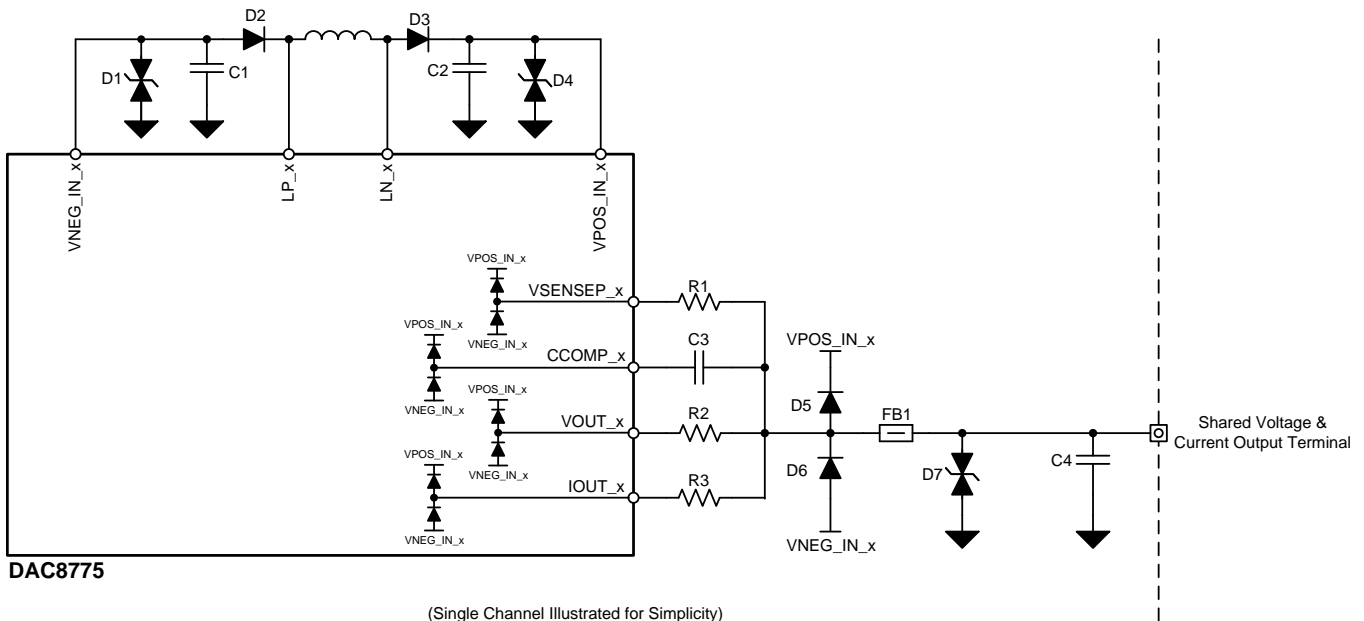 D2
D3
D1
C1
C2
D4
VNEG_IN_x
LP_x
LN_x
VPOS_IN_x
VPOS_IN_x
VSENSEP_x
R1
VNEG_IN_x
VPOS_IN_x
CCOMP_x
C3
VNEG_IN_x
VPOS_IN_x
VOUT_x
R2
VNEG_IN_x
VPOS_IN_x
IOUT_x
R3
VNEG_IN_x
VPOS_IN_x
D5
FB1
D6
VNEG_IN_x
D7
C4
Shared Voltage &
Current Output Terminal
DAC8775
(Single Channel Illustrated for Simplicity)